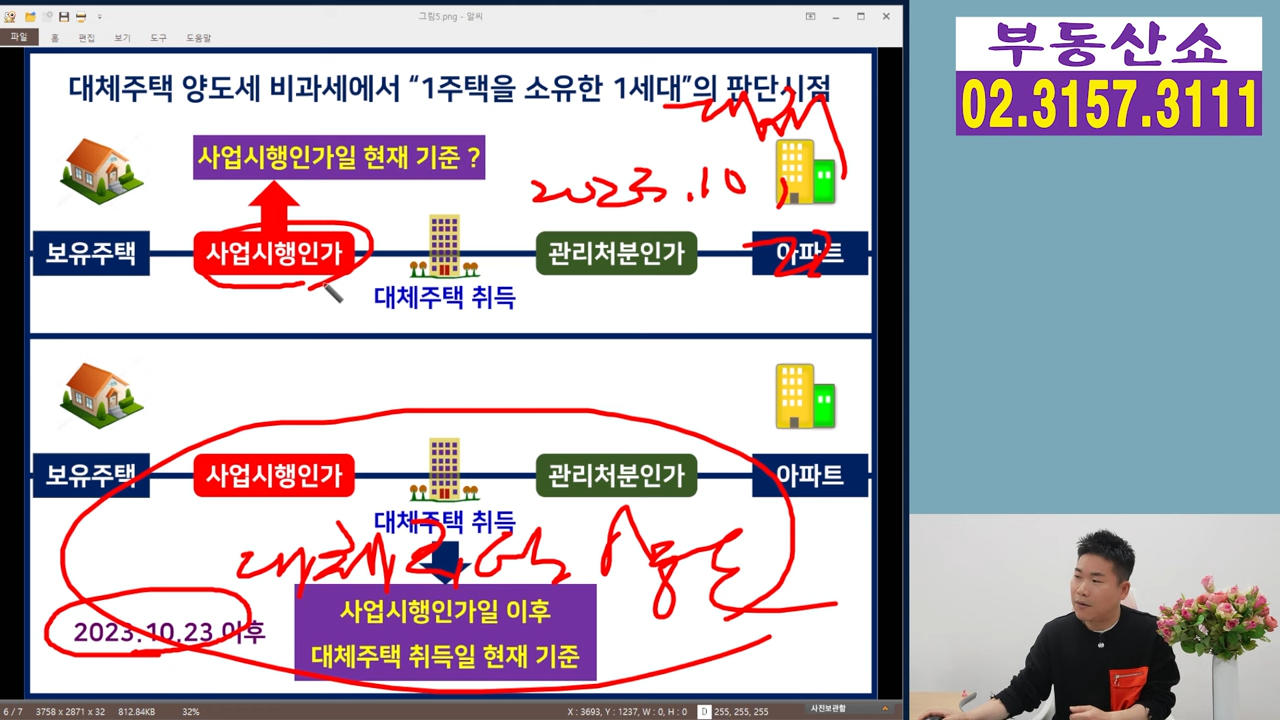 그림5.png - 알씨
파일 홈 편집 보기 도구 도움말
부동산쇼
02.3157.3111
대체주택 양도세 비과세에서 “1주택을 소유한 1세대”의 판단시점
사업시행인가일 현재 기준 ?
2023.10,
보유주택 사업시행인가 관리처분인가 아파트
대체주택 취득
보유주택 사업시행인가 관리처분인가 아파트
대체주택 취득
사업시행인가일 이후
2023.10.23 이후
대체주택 취득일 현재 기준
6 / 7 3758 x 2871 x 32 812.84KB 32% X : 3693, Y : 1237, W : 0, H : 0 D 255, 255, 255 사진보관함